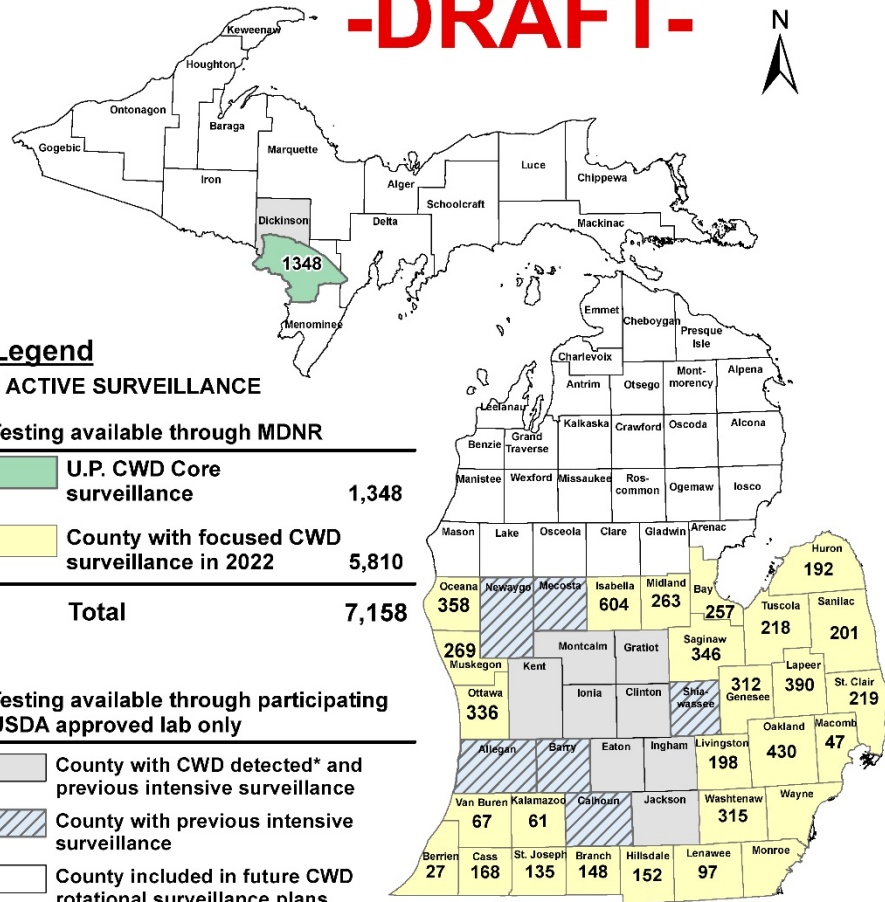 -DRAFT-
N
Keweenaw
Houghton
Ontonagon
Baraga
Gogebic
Marquette
Iron
Alger
Luce
Chippewa
Schoolcraft
Dickinson
Delta
Mackinac
1348
Menominee
Emmet
Cheboygan
Presque
Isle
Charlevoix
Antrim
Otsego
Mont-
morency
Alpena
Leelanau
Kalkaska
Crawford
Oscoda
Alcona
Benzie
Grand
Traverse
Manistee
Wexford
Missaukee
Ros-
common
Ogemaw
Iosco
Mason
Lake
Osceola
Clare
Gladwin
Arenac
Huron
192
Oceana
358
Newaygo
Mecosta
Isabella
604
Midland
263
Bay
257
Tuscola
218
Sanilac
201
269
Muskegon
Montcalm
Gratiot
Saginaw
346
Kent
Ottawa
336
Ionia
Clinton
Shia-
wassee
312
Genesee
Lapeer
390
St. Clair
219
Allegan
Barry
Eaton
Ingham
Livingston
198
Oakland
430
Macomb
47
Van Buren
67
Kalamazoo
61
Calhoun
Jackson
Washtenaw
315
Wayne
Berrien
27
Cass
168
St. Joseph
135
Branch
148
Hillsdale
152
Lenawee
97
Monroe
Legend
ACTIVE SURVEILLANCE
Testing available through MDNR
U.P. CWD Core
surveillance 1,348
County with focused CWD
surveillance in 2022 5,810
Total 7,158
Testing available through participating
USDA approved lab only
County with CWD detected* and
previous intensive surveillance
County with previous intensive
surveillance
County included in future CWD
rotational surveillance plans